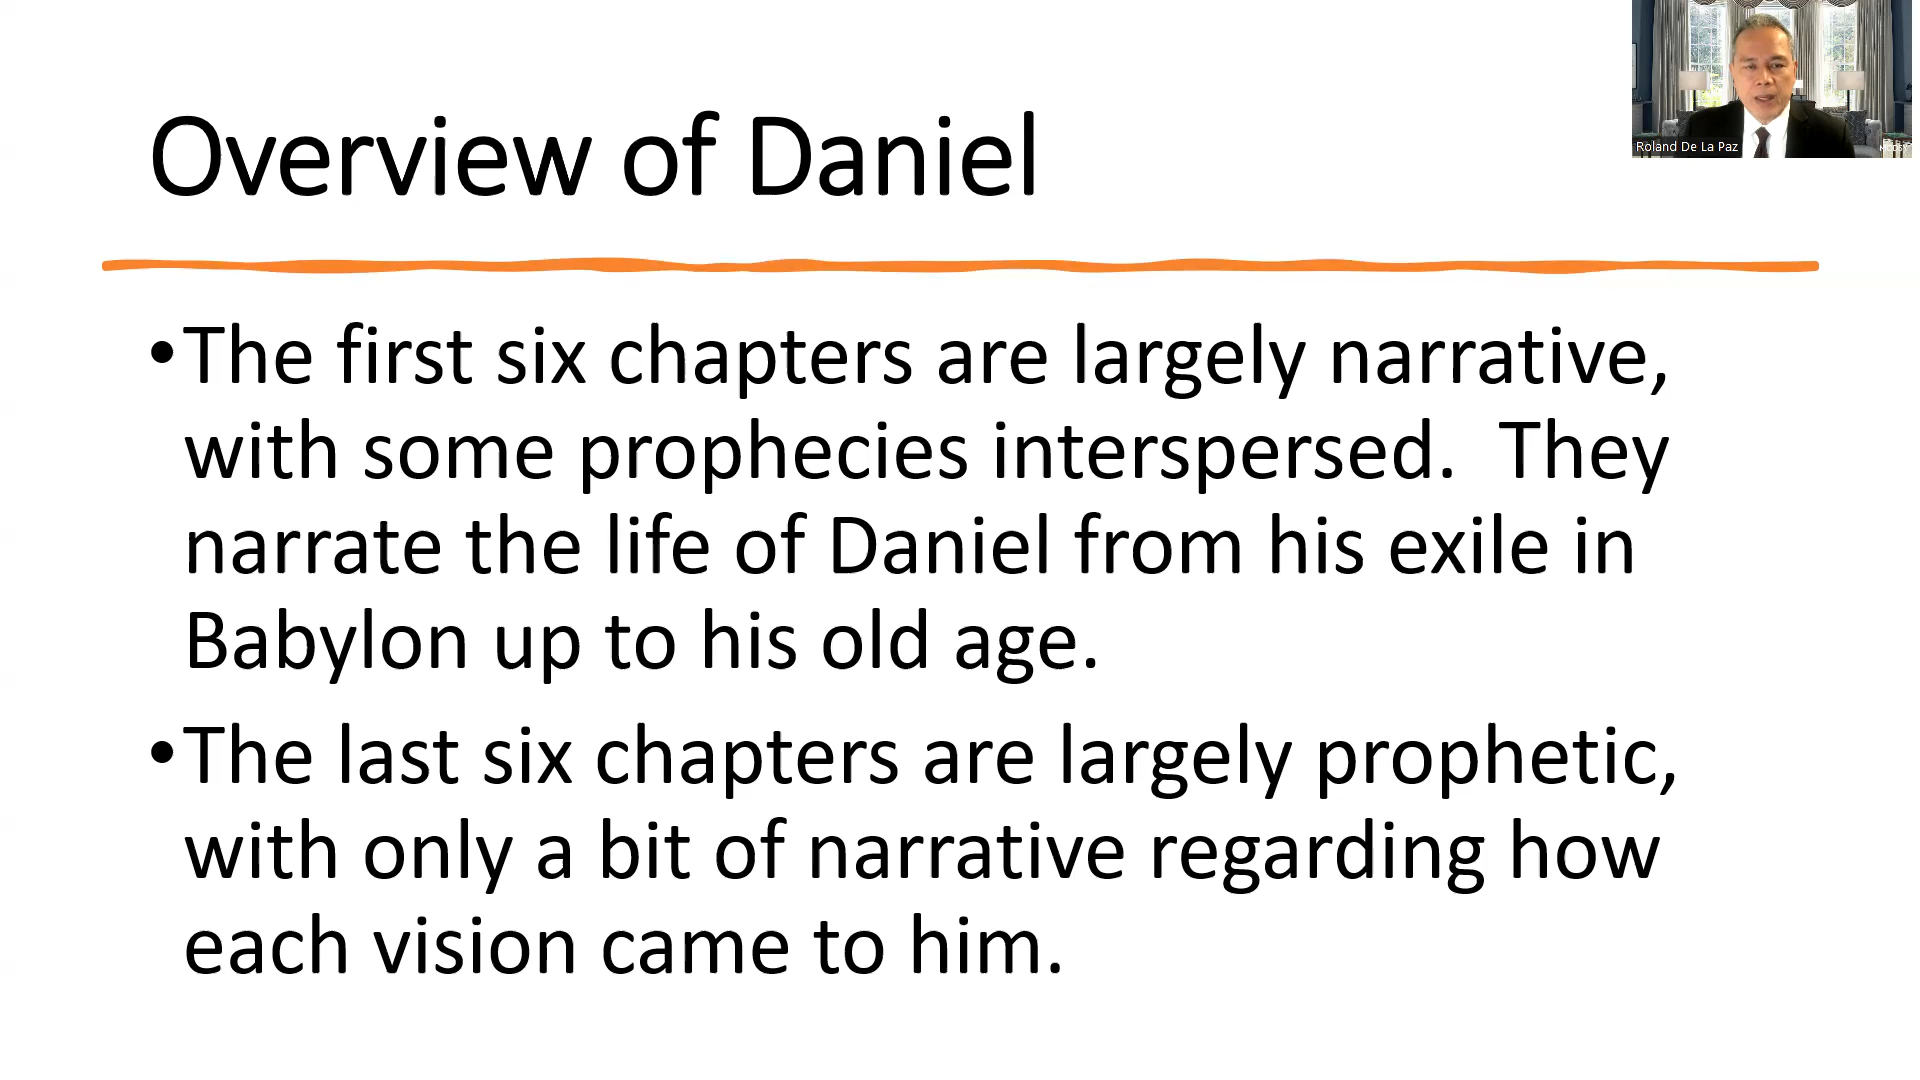 Overview of Daniel
Roland De La Paz
•The first six chapters are largely narrative,
with some prophecies interspersed.  They
narrate the life of Daniel from his exile in
Babylon up to his old age.
•The last six chapters are largely prophetic,
with only a bit of narrative regarding how
each vision came to him.